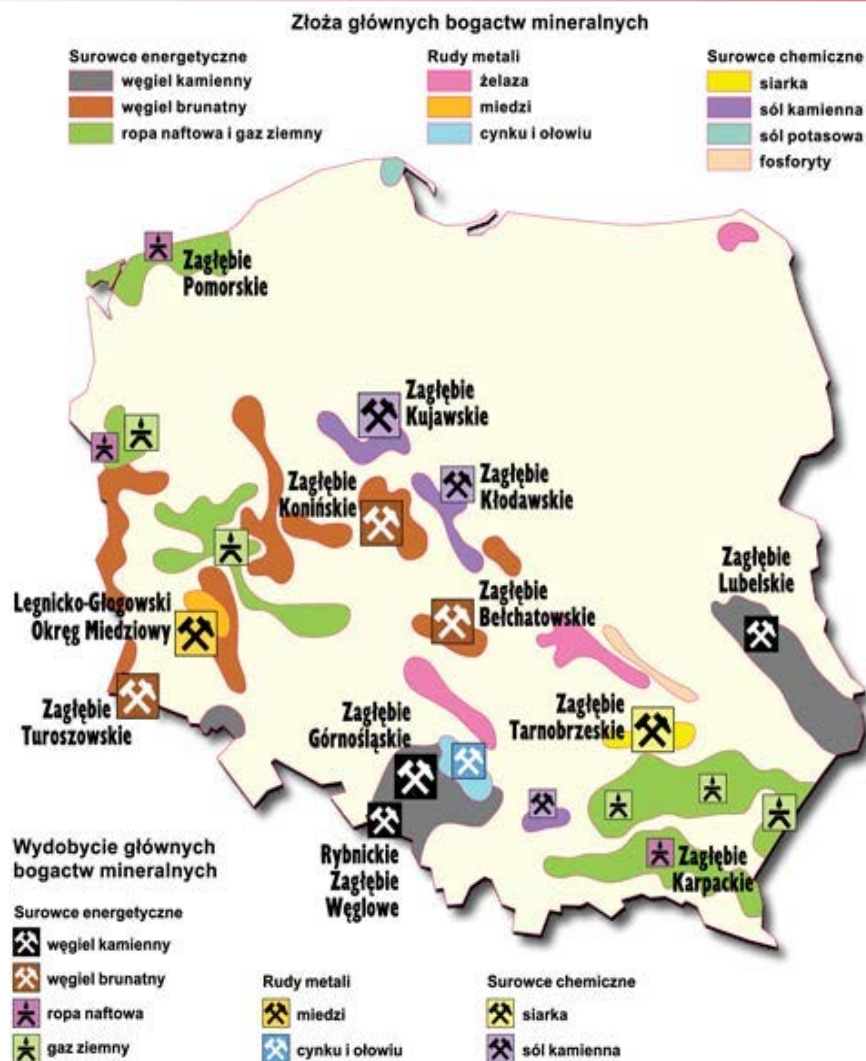 Złoża głównych bogactw mineralnych
Surowce energetyczne
węgiel kamienny
węgiel brunatny
ropa naftowa i gaz ziemny
Rudy metali
żelaza
miedzi
cynku i ołowiu
Surowce chemiczne
siarka
sól kamienna
sól potasowa
fosforyty
Zagłębie
Pomorskie
Zagłębie
Kujawskie
Zagłębie
Konińskie
Zagłębie
Kłodawskie
Zagłębie
Lubelskie
Legnicko-Głogowski
Okręg Miedziowy
Zagłębie
Bełchatowskie
Zagłębie
Turoszowskie
Zagłębie
Górnośląskie
Zagłębie
Tarnobrzeskie
Rybnickie
Zagłębie
Węglowe
Zagłębie
Karpackie
Wydobycie głównych
bogactw mineralnych
Surowce energetyczne
węgiel kamienny
węgiel brunatny
ropa naftowa
gaz ziemny
Rudy metali
miedzi
cynku i ołowiu
Surowce chemiczne
siarka
sól kamienna